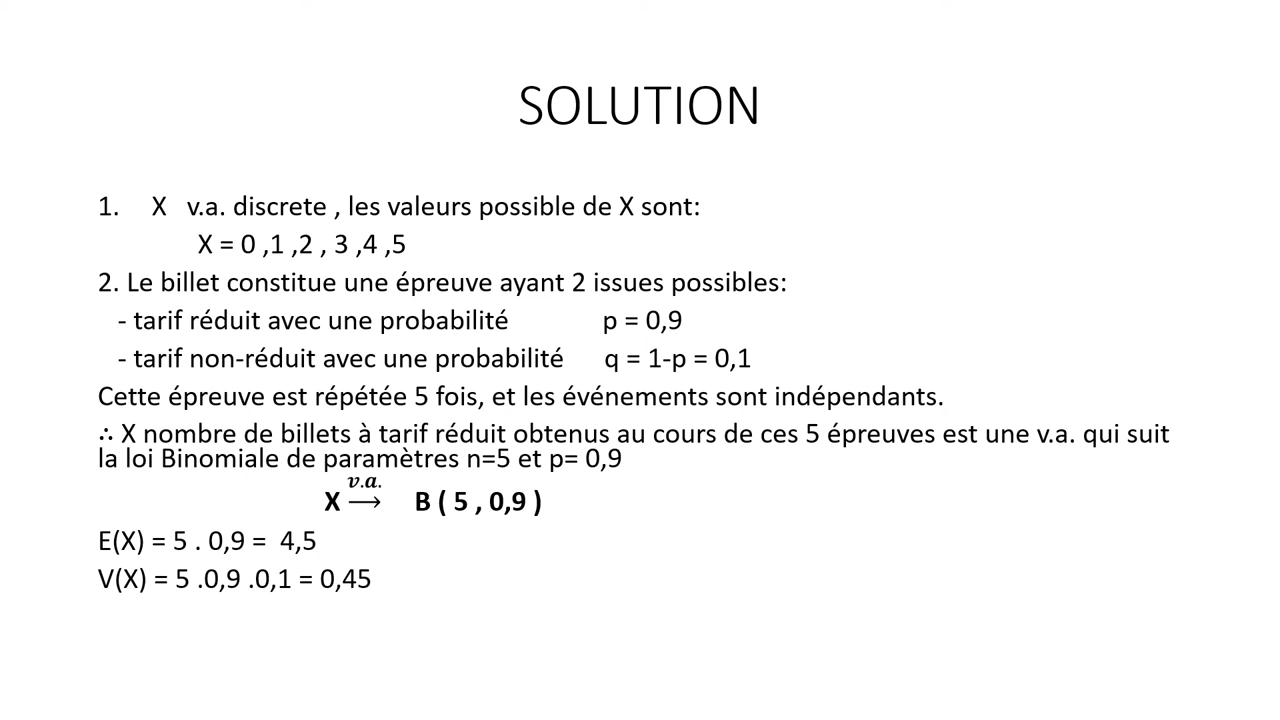 SOLUTION
1. X v.a. discrete , les valeurs possible de X sont:
X = 0 ,1 ,2 , 3 ,4 ,5
2. Le billet constitue une épreuve ayant 2 issues possibles:
- tarif réduit avec une probabilité p = 0,9
- tarif non-réduit avec une probabilité q = 1-p = 0,1
Cette épreuve est répétée 5 fois, et les événements sont indépendants.
∴ X nombre de billets à tarif réduit obtenus au cours de ces 5 épreuves est une v.a. qui suit
la loi Binomiale de paramètres n=5 et p= 0,9
v.a.
X ⟶ B ( 5 , 0,9 )
E(X) = 5 . 0,9 = 4,5
V(X) = 5 .0,9 .0,1 = 0,45